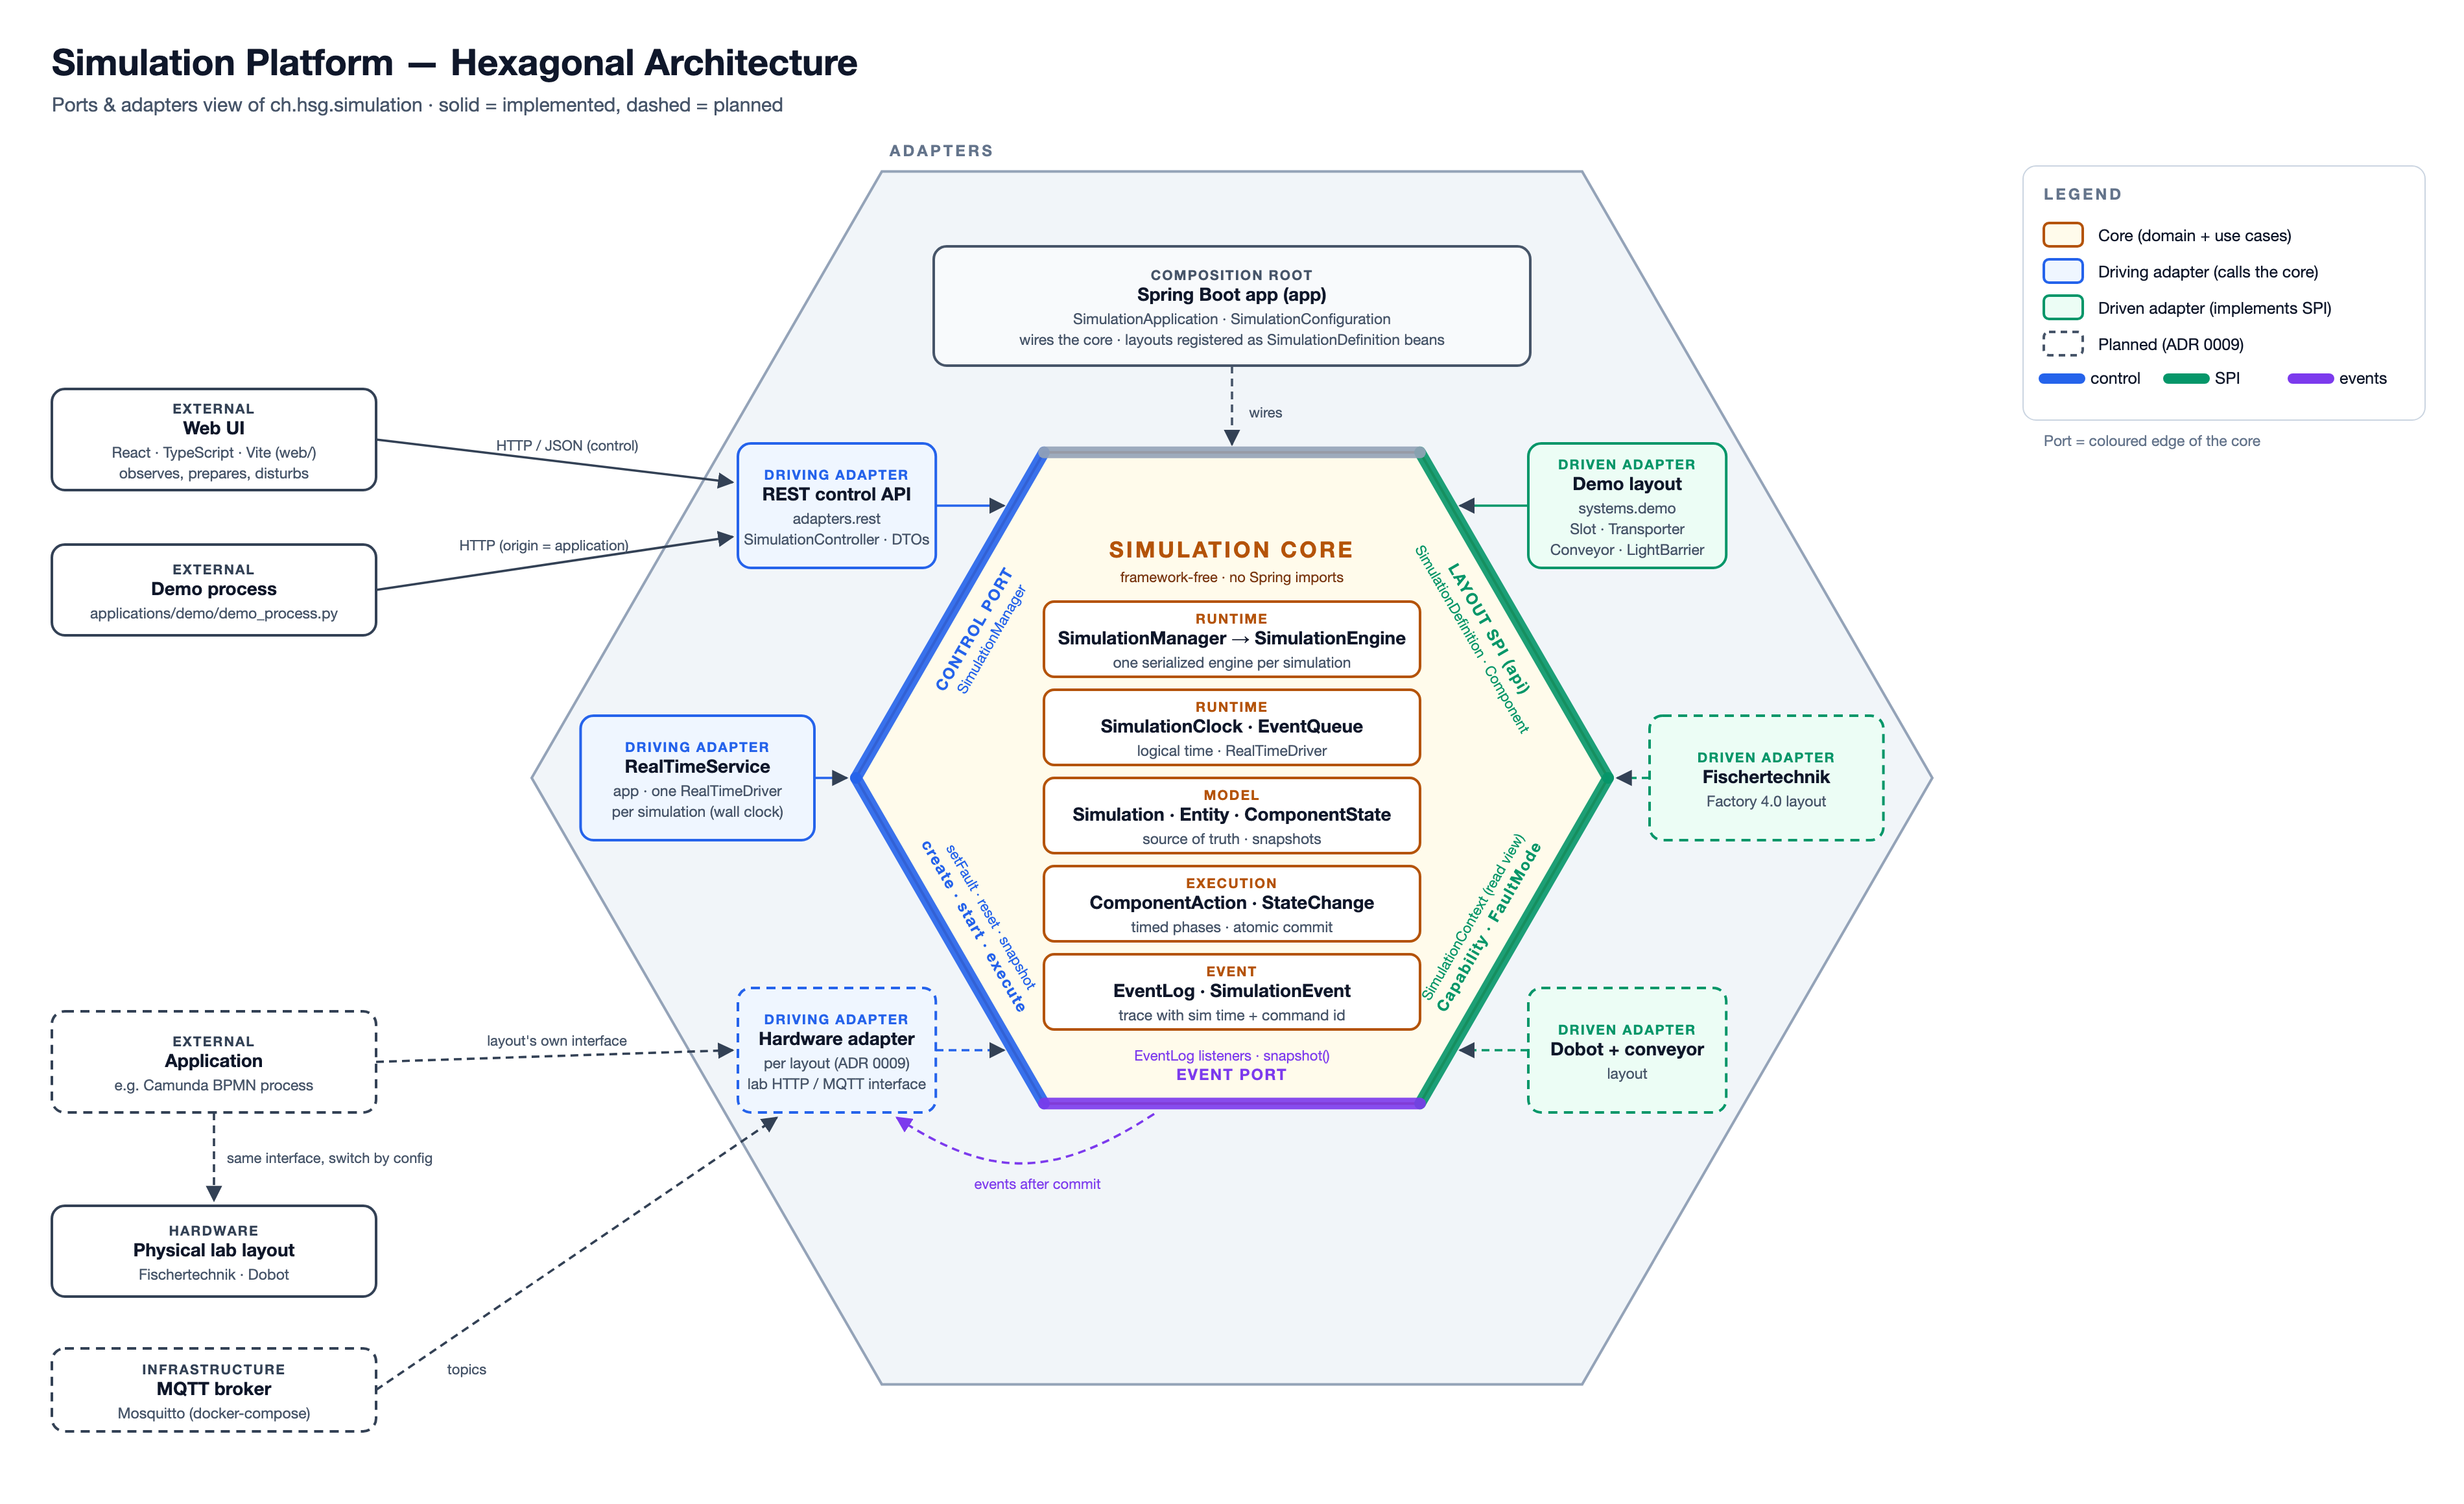 Simulation Platform — Hexagonal Architecture
Ports & adapters view of ch.hsg.simulation · solid = implemented, dashed = planned
ADAPTERS
LEGEND
Core (domain + use cases)
Driving adapter (calls the core)
Driven adapter (implements SPI)
Planned (ADR 0009)
control
SPI
events
Port = coloured edge of the core
COMPOSITION ROOT
Spring Boot app (app)
SimulationApplication · SimulationConfiguration
wires the core · layouts registered as SimulationDefinition beans
wires
EXTERNAL
Web UI
React · TypeScript · Vite (web/)
observes, prepares, disturbs
HTTP / JSON (control)
EXTERNAL
Demo process
applications/demo/demo_process.py
HTTP (origin = application)
DRIVING ADAPTER
REST control API
adapters.rest
SimulationController · DTOs
DRIVING ADAPTER
RealTimeService
app · one RealTimeDriver
per simulation (wall clock)
DRIVING ADAPTER
Hardware adapter
per layout (ADR 0009)
lab HTTP / MQTT interface
CONTROL PORT
SimulationManager
setFault · reset · snapshot
create · start · execute
SIMULATION CORE
framework-free · no Spring imports
RUNTIME
SimulationManager → SimulationEngine
one serialized engine per simulation
RUNTIME
SimulationClock · EventQueue
logical time · RealTimeDriver
MODEL
Simulation · Entity · ComponentState
source of truth · snapshots
EXECUTION
ComponentAction · StateChange
timed phases · atomic commit
EVENT
EventLog · SimulationEvent
trace with sim time + command id
EventLog listeners · snapshot()
EVENT PORT
events after commit
LAYOUT SPI (api)
SimulationDefinition · Component
SimulationContext (read view)
Capability · FaultMode
DRIVEN ADAPTER
Demo layout
systems.demo
Slot · Transporter
Conveyor · LightBarrier
DRIVEN ADAPTER
Fischertechnik
Factory 4.0 layout
DRIVEN ADAPTER
Dobot + conveyor
layout
EXTERNAL
Application
e.g. Camunda BPMN process
layout's own interface
same interface, switch by config
HARDWARE
Physical lab layout
Fischertechnik · Dobot
INFRASTRUCTURE
MQTT broker
Mosquitto (docker-compose)
topics